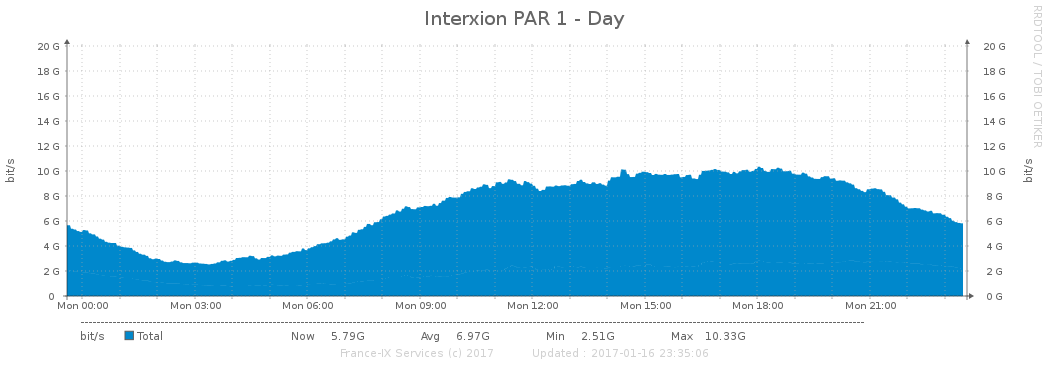 Interxion PAR 1 - Day
RRDTOOL / TOBI OETIKER
20 G 20 G
18 G 18 G
16 G 16 G
14 G 14 G
12 G 12 G
10 G 10 G
8 G 8 G
6 G 6 G
4 G 4 G
2 G 2 G
0 0 G
bit/s
bit/s
Mon 00:00 Mon 03:00 Mon 06:00 Mon 09:00 Mon 12:00 Mon 15:00 Mon 18:00 Mon 21:00
bit/s Total Now 5.79G Avg 6.97G Min 2.51G Max 10.33G
France-IX Services (c) 2017 Updated : 2017-01-16 23:35:06